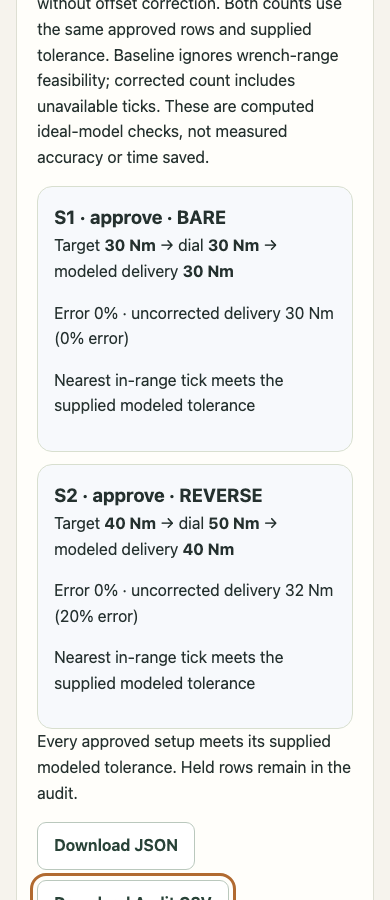 without offset correction. Both counts use
the same approved rows and supplied
tolerance. Baseline ignores wrench-range
feasibility; corrected count includes
unavailable ticks. These are computed
ideal-model checks, not measured
accuracy or time saved.
S1 · approve · BARE
Target 30 Nm → dial 30 Nm →
modeled delivery 30 Nm
Error 0% · uncorrected delivery 30 Nm
(0% error)
Nearest in-range tick meets the
supplied modeled tolerance
S2 · approve · REVERSE
Target 40 Nm → dial 50 Nm →
modeled delivery 40 Nm
Error 0% · uncorrected delivery 32 Nm
(20% error)
Nearest in-range tick meets the
supplied modeled tolerance
Every approved setup meets its supplied
modeled tolerance. Held rows remain in the
audit.
Download JSON
Download Audit CSV